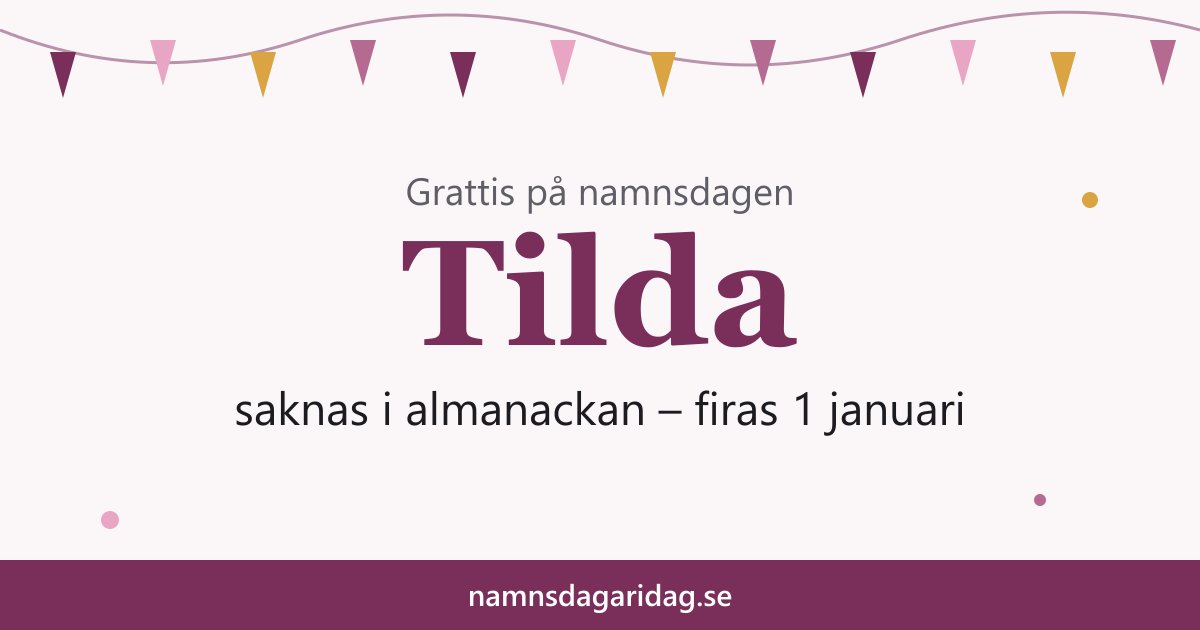 Grattis på namnsdagen
Tilda
saknas i almanackan – firas 1 januari
namnsdagaridag.se